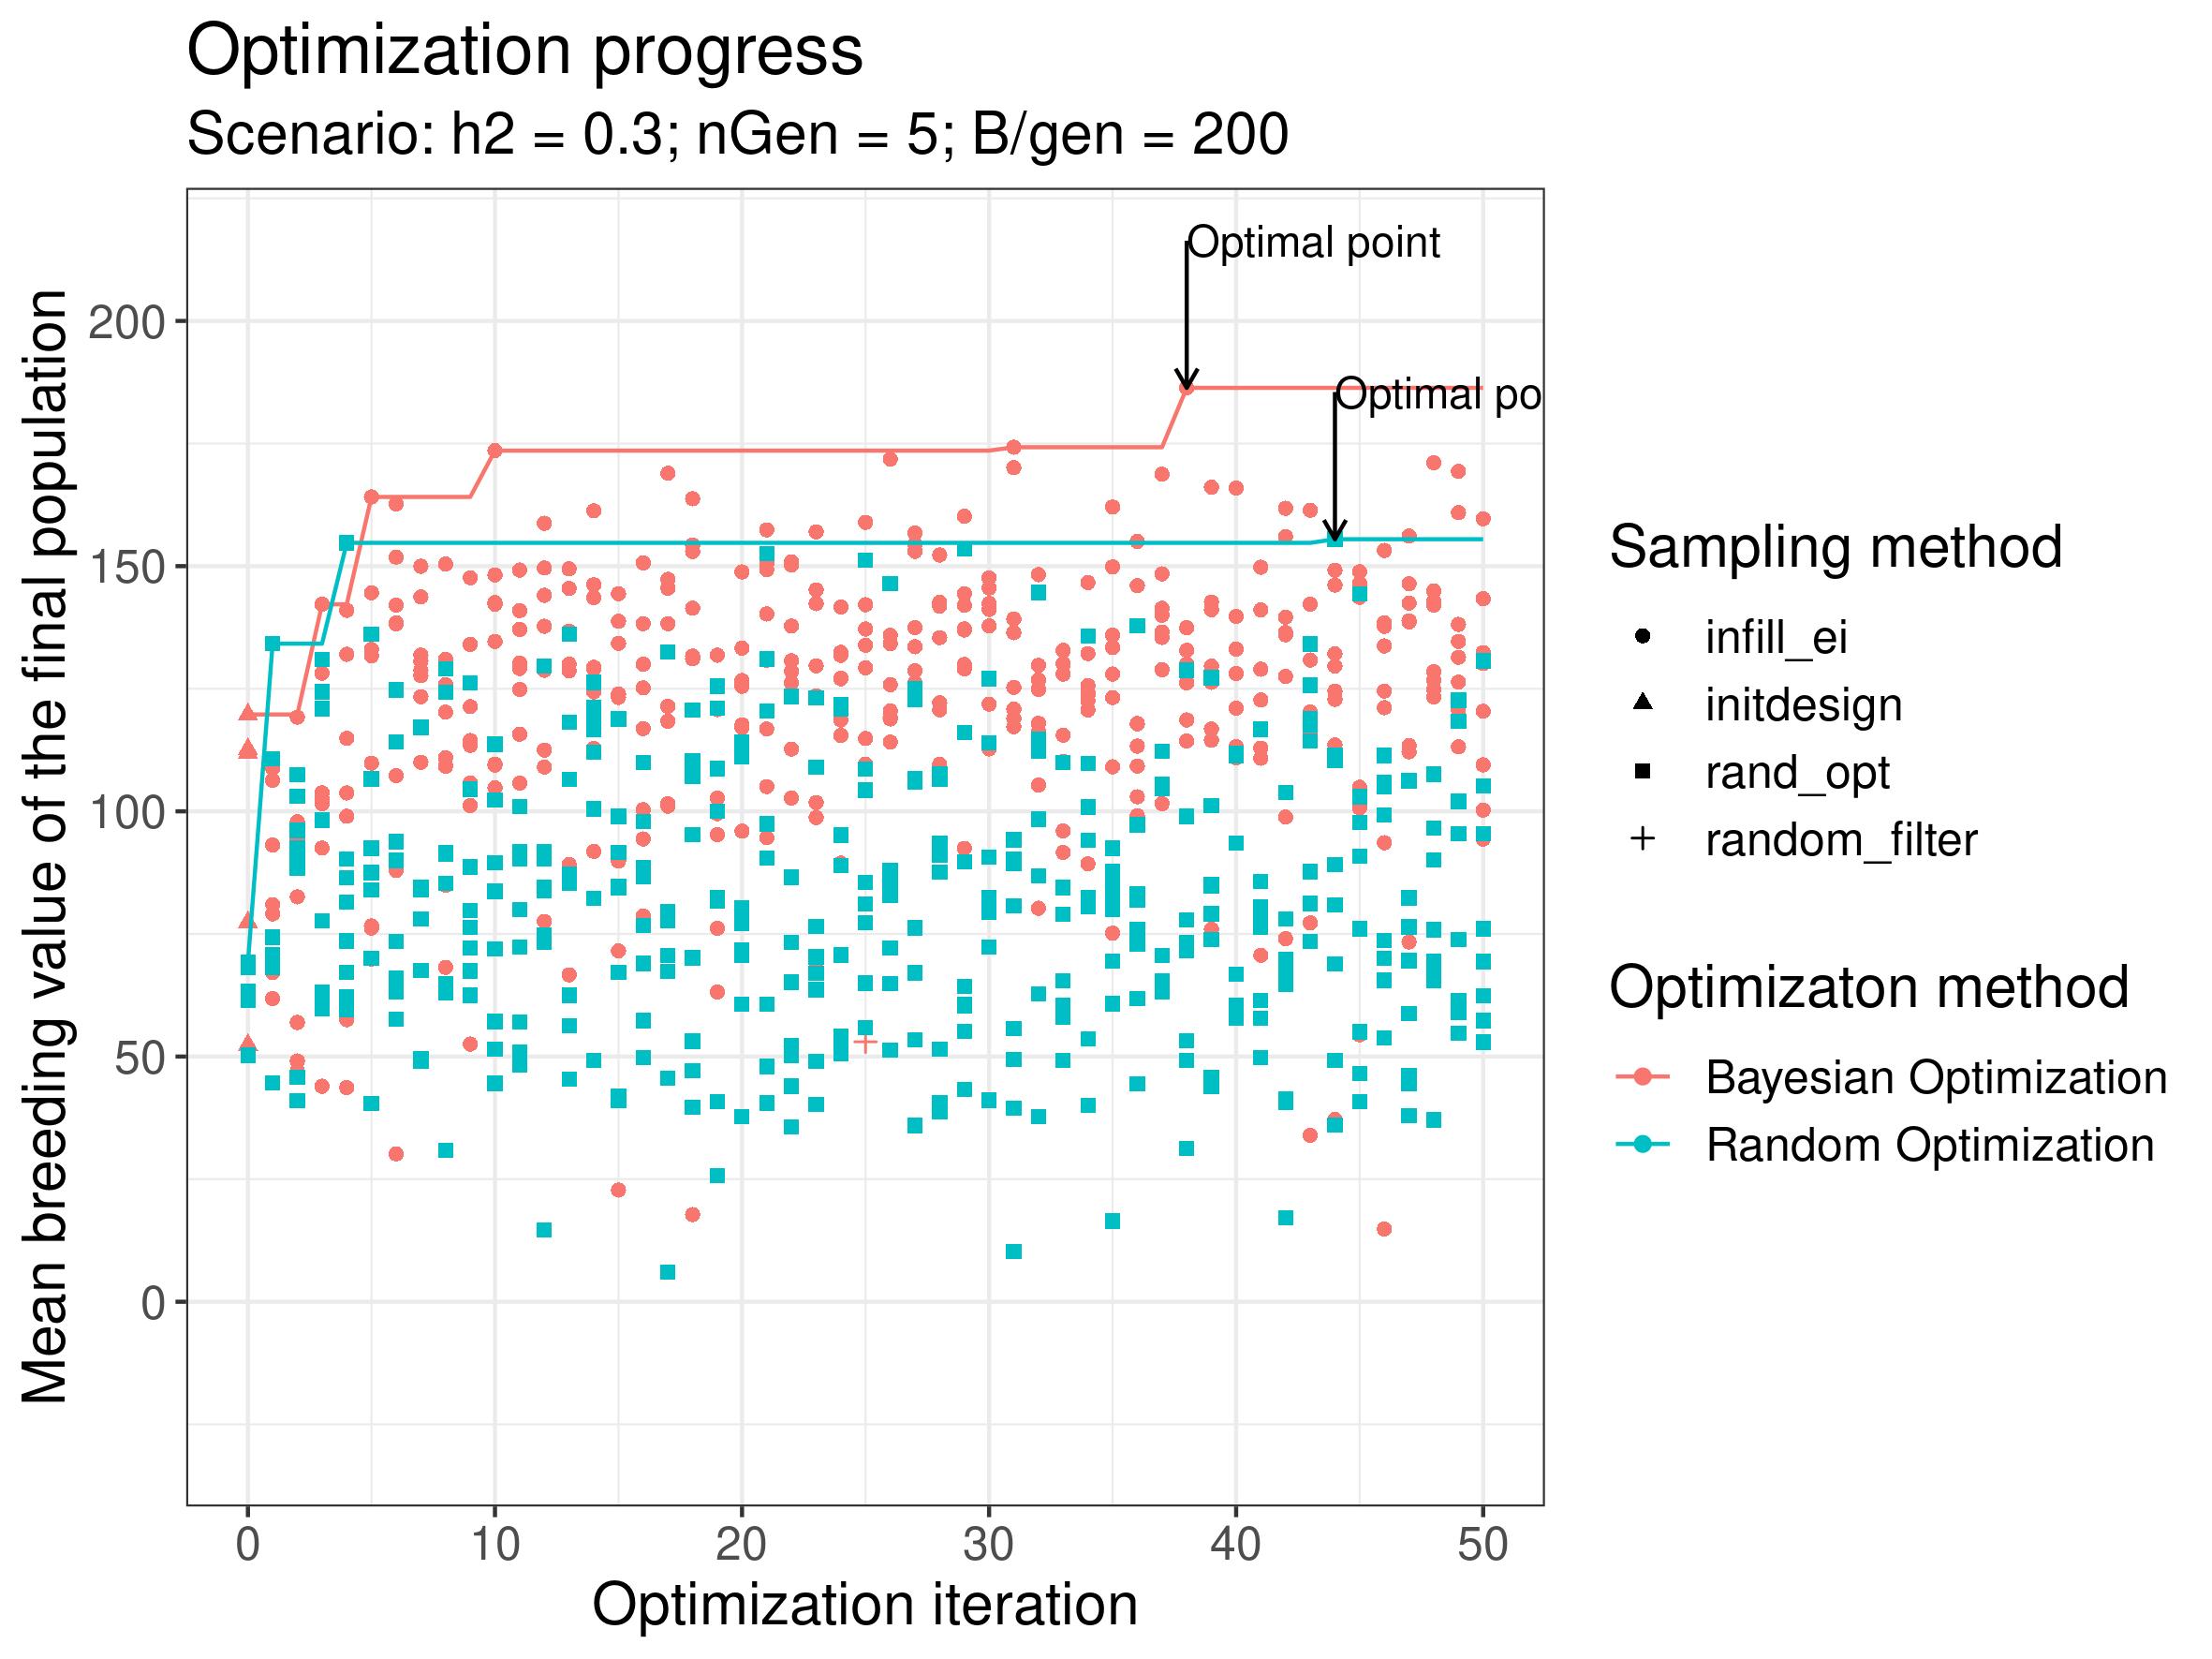 Optimization progress
Scenario: h2 = 0.3; nGen = 5; B/gen = 200
Mean breeding value of the final population
200
150
100
50
0
Optimal point
Optimal po
0 10 20 30 40 50
Optimization iteration
Sampling method
infill_ei
initdesign
rand_opt
random_filter
Optimizaton method
Bayesian Optimization
Random Optimization